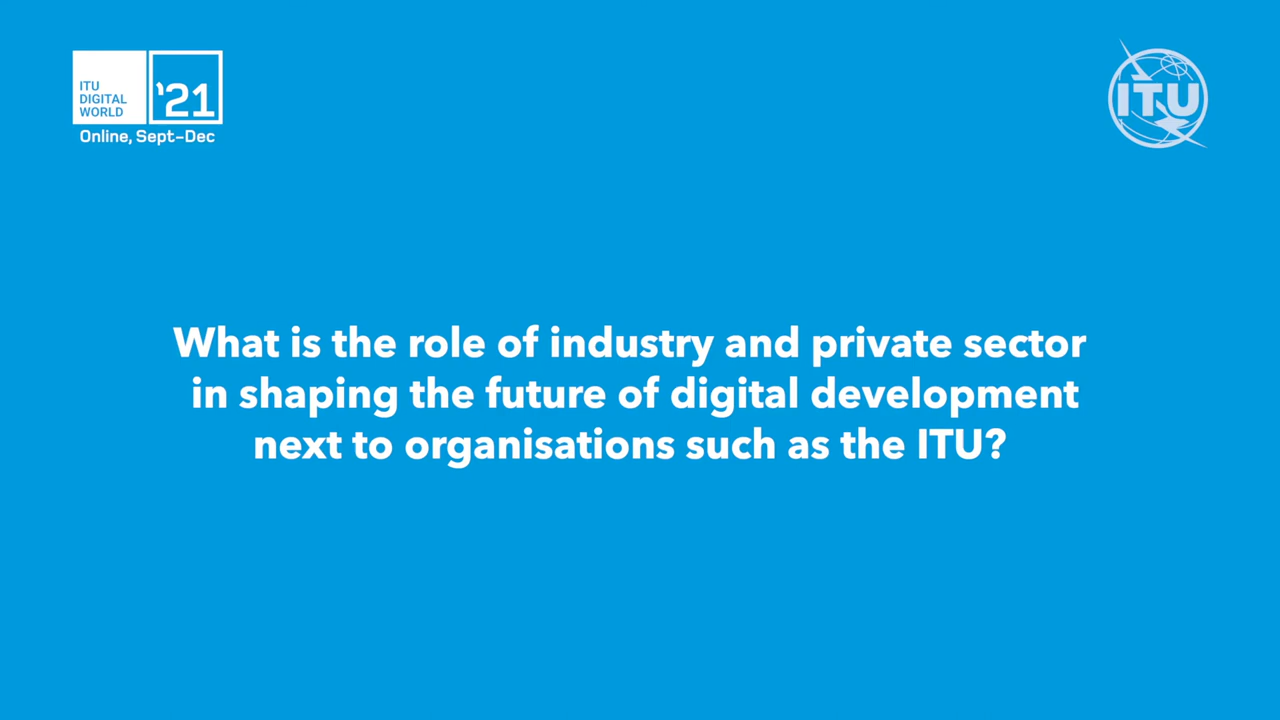 ITU
DIGITAL
WORLD
'21
Online, Sept–Dec
ITU
What is the role of industry and private sector
in shaping the future of digital development
next to organisations such as the ITU?